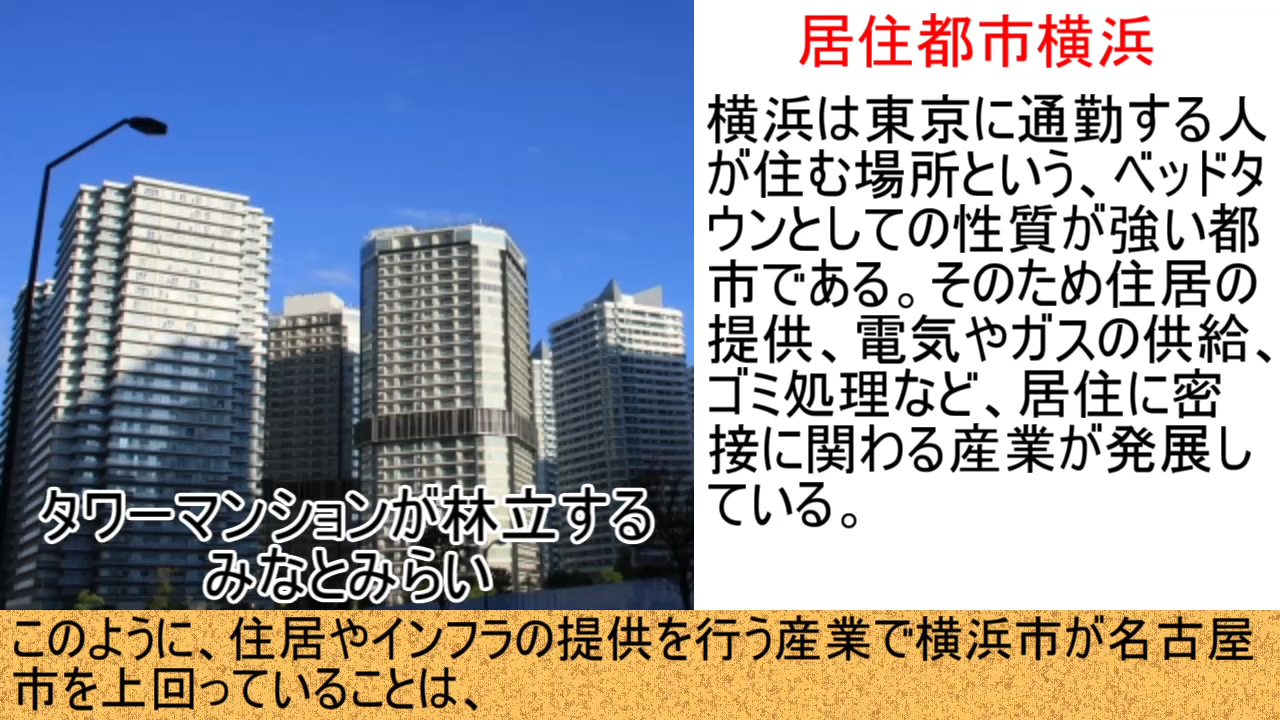 居住都市横浜
横浜は東京に通勤する人
が住む場所という、ベッドタ
ウンとしての性質が強い都
市である。そのため住居の
提供、電気やガスの供給、
ゴミ処理など、居住に密
接に関わる産業が発展し
ている。
タワーマンションが林立する
みなとみらい
このように、住居やインフラの提供を行う産業で横浜市が名古屋
市を上回っていることは、